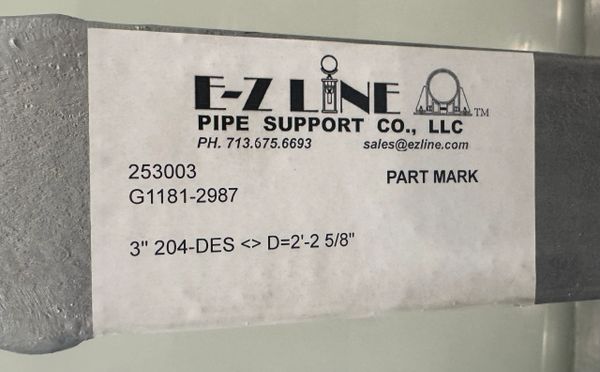 E-Z LINE TM
PIPE SUPPORT CO., LLC
PH. 713.675.6693 sales@ezline.com
253003 PART MARK
G1181-2987
3" 204-DES <> D=2'-2 5/8"